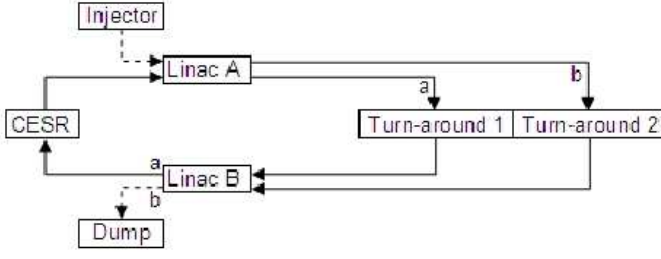 Injector
Linac A
a
b
CESR
Turn-around 1
Turn-around 2
a
Linac B
b
Dump